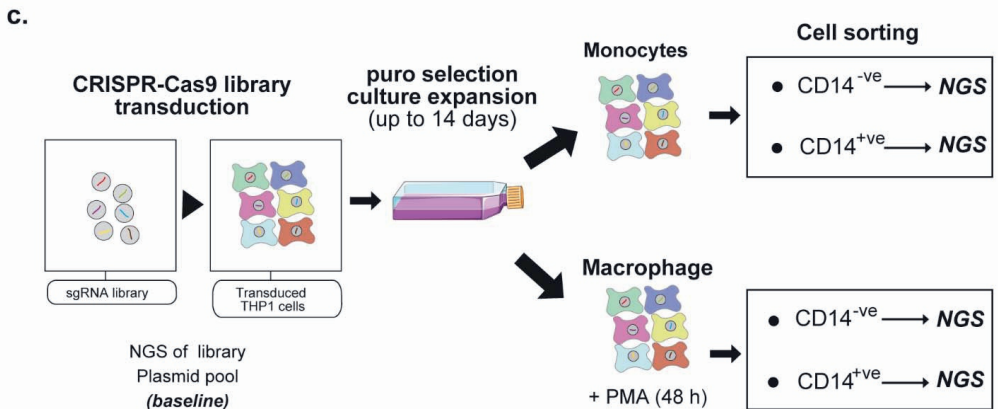 c.
CRISPR-Cas9 library
transduction
sgRNA library
Transduced
THP1 cells
NGS of library
Plasmid pool
(baseline)
puro selection
culture expansion
(up to 14 days)
Monocytes
Cell sorting
• CD14-ve → NGS
• CD14+ve → NGS
Macrophage
+ PMA (48 h)
• CD14-ve → NGS
• CD14+ve → NGS